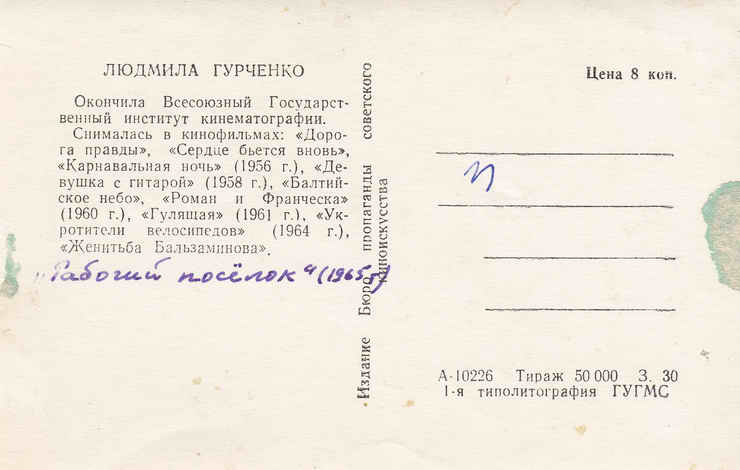 ЛЮДМИЛА ГУРЧЕНКО
Окончила Всесоюзный Государст-
венный институт кинематографии.
Снималась в кинофильмах: «Доро-
га правды», «Сердце бьется вновь»,
«Карнавальная ночь» (1956 г.), «Де-
вушка с гитарой» (1958 г.), «Балтий-
ское небо», «Роман и Франческа»
(1960 г.), «Гулящая» (1961 г.), «Ук-
ротители велосипедов» (1964 г.),
«Женитьба Бальзаминова».
„Рабочий посёлок" (1965 г)
Издание Бюро пропаганды советского
киноискусства
Цена 8 коп.
А-10226 Тираж 50 000 З. 30
1-я типолитография ГУГМС